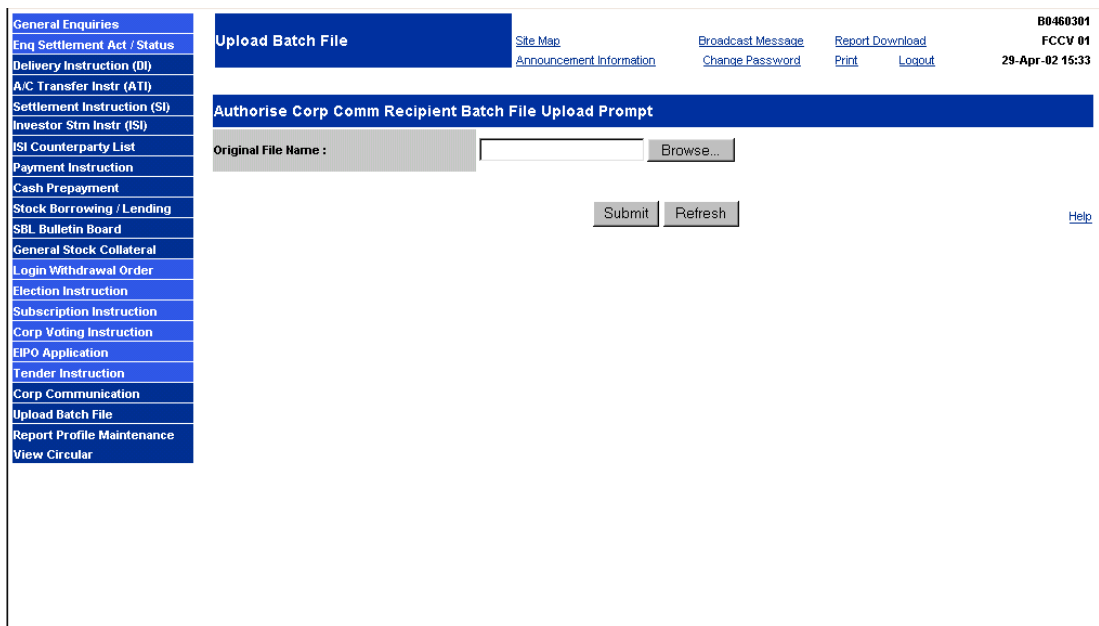 General Enquiries
Enq Settlement Act / Status
Delivery Instruction (DI)
A/C Transfer Instr (ATI)
Settlement Instruction (SI)
Investor Stm Instr (ISI)
ISI Counterparty List
Payment Instruction
Cash Prepayment
Stock Borrowing / Lending
SBL Bulletin Board
General Stock Collateral
Login Withdrawal Order
Election Instruction
Subscription Instruction
Corp Voting Instruction
EIPO Application
Tender Instruction
Corp Communication
Upload Batch File
Report Profile Maintenance
View Circular
B0460301
Upload Batch File Site Map Broadcast Message Report Download FCCV 01
Announcement Information Change Password Print Logout 29-Apr-02 15:33
Authorise Corp Comm Recipient Batch File Upload Prompt
Original File Name : Browse...
Submit Refresh Help